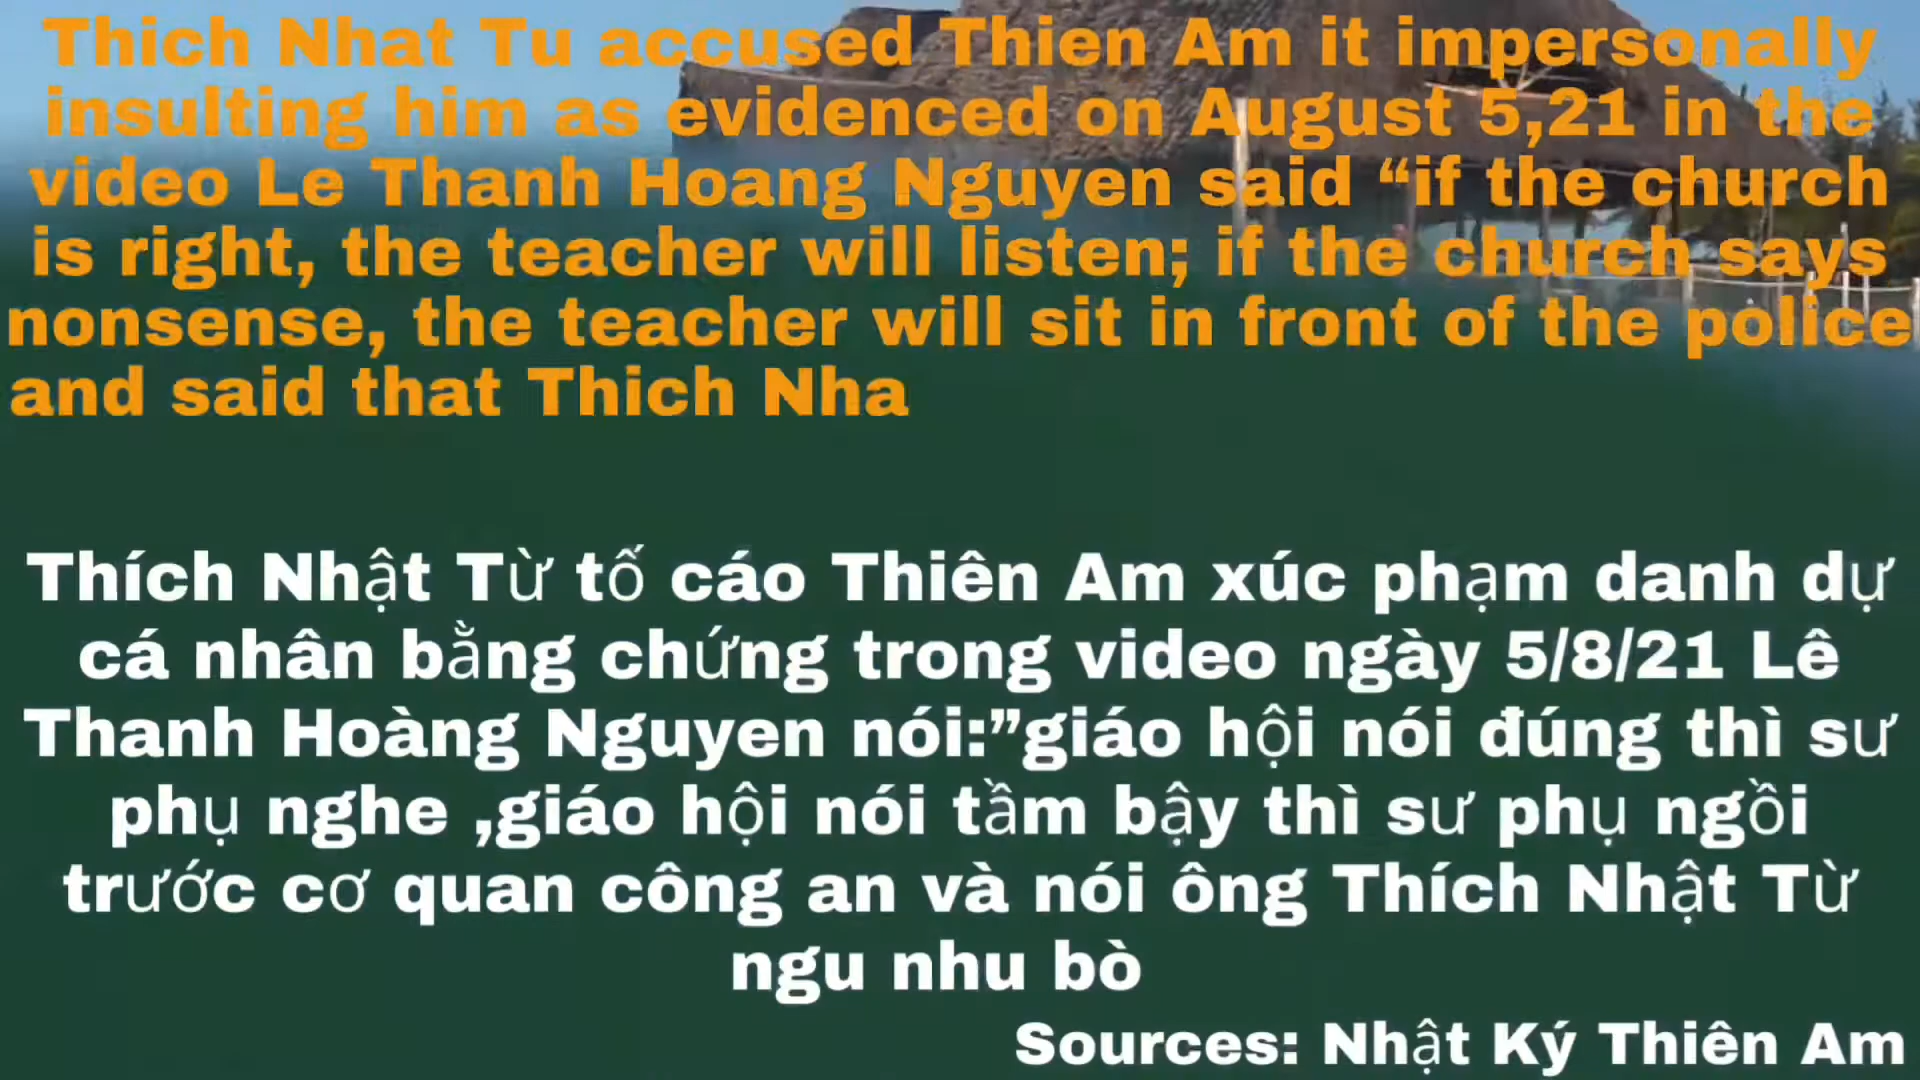 Thich Nhat Tu accused Thien Am it impersonally
insulting him as evidenced on August 5,21 in the
video Le Thanh Hoang Nguyen said “if the church
is right, the teacher will listen; if the church says
nonsense, the teacher will sit in front of the police
and said that Thich Nha
Thích Nhật Từ tố cáo Thiên Am xúc phạm danh dự
cá nhân bằng chứng trong video ngày 5/8/21 Lê
Thanh Hoàng Nguyen nói:”giáo hội nói đúng thì sư
phụ nghe ,giáo hội nói tầm bậy thì sư phụ ngồi
trước cơ quan công an và nói ông Thích Nhật Từ
ngu nhu bò
Sources: Nhật Ký Thiên Am